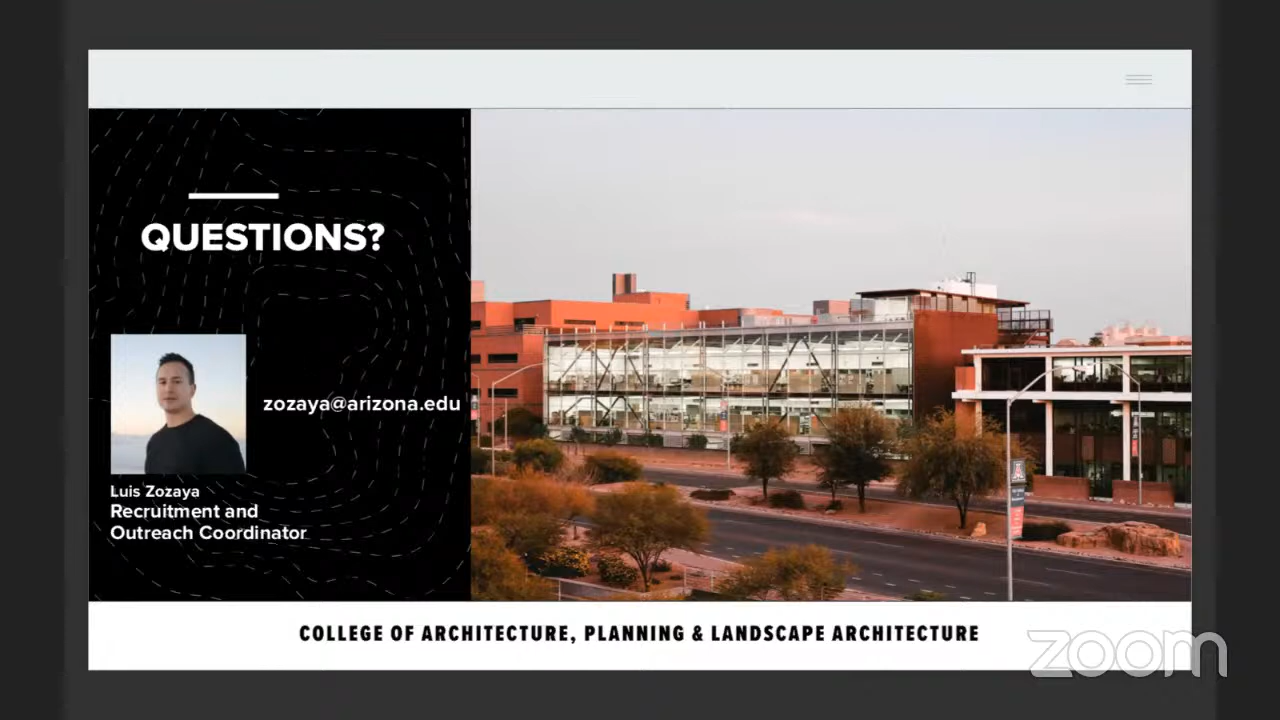 QUESTIONS?
zozaya@arizona.edu
Luis Zozaya
Recruitment and
Outreach Coordinator
COLLEGE OF ARCHITECTURE, PLANNING & LANDSCAPE ARCHITECTURE
zoom